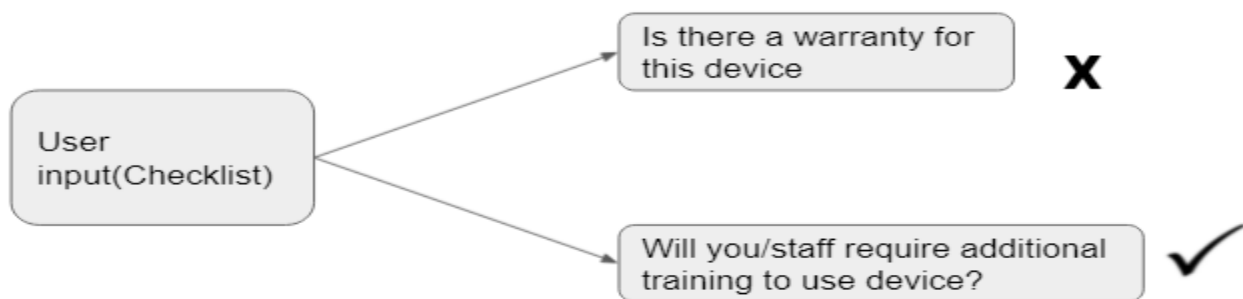 Is there a warranty for
this device
X
User
input(Checklist)
Will you/staff require additional
training to use device?